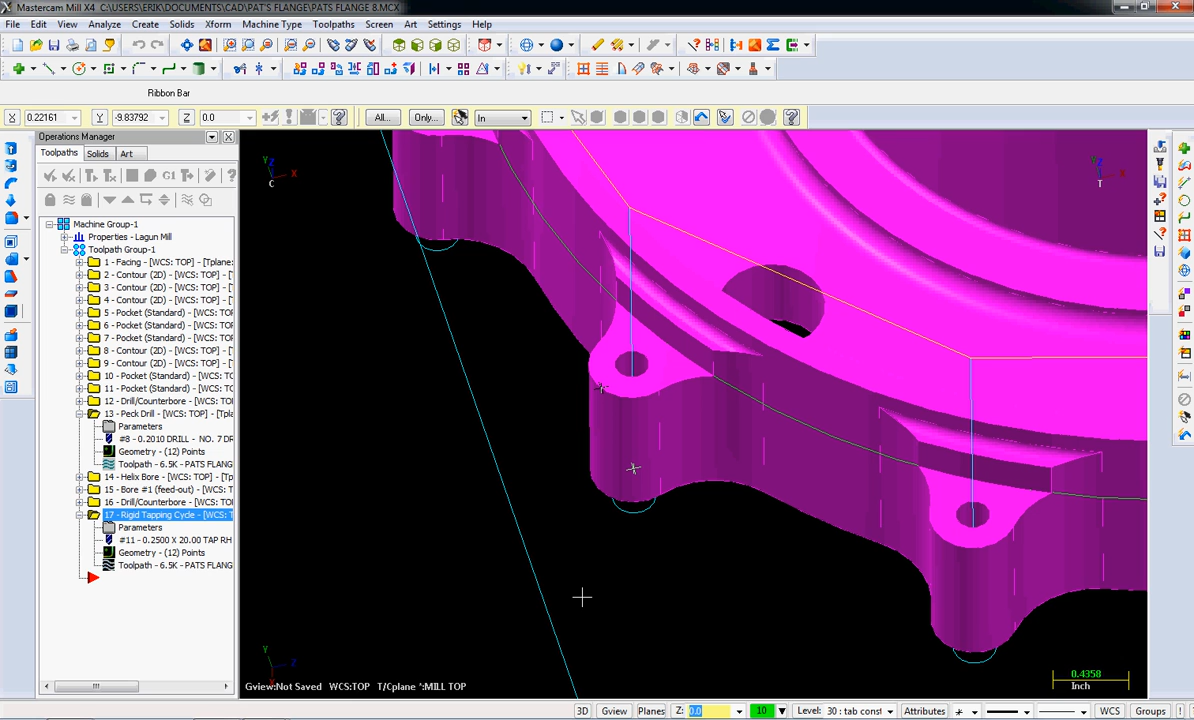 Mastercam Mill X4  C:\USERS\ERIK\DOCUMENTS\CAD\PAT'S FLANGE\PATS FLANGE 8.MCX
File Edit View Analyze Create Solids Xform Machine Type Toolpaths Screen Art Settings Help
Ribbon Bar
X 0.22161 Y -9.83792 Z 0.0 All... Only... In
Operations Manager
Toolpaths Solids Art
G1
Machine Group-1
Properties - Lagun Mill
Toolpath Group-1
1 - Facing - [WCS: TOP] - [Tplane:
2 - Contour (2D) - [WCS: TOP] - [T
3 - Contour (2D) - [WCS: TOP] - [T
4 - Contour (2D) - [WCS: TOP] - [T
5 - Pocket (Standard) - [WCS: TOP]
6 - Pocket (Standard) - [WCS: TOP]
7 - Pocket (Standard) - [WCS: TOP]
8 - Contour (2D) - [WCS: TOP] - [T
9 - Contour (2D) - [WCS: TOP] - [T
10 - Pocket (Standard) - [WCS: TO
11 - Pocket (Standard) - [WCS: TO
12 - Drill/Counterbore - [WCS: TO
13 - Peck Drill - [WCS: TOP] - [Tpla
Parameters
#8 - 0.2010 DRILL - NO. 7 DR
Geometry - (12) Points
Toolpath - 6.5K - PATS FLANG
14 - Helix Bore - [WCS: TOP] - [T
15 - Bore #1 (feed-out) - [WCS: T
16 - Drill/Counterbore - [WCS: TO
17 - Rigid Tapping Cycle - [WCS: T
Parameters
#11 - 0.2500 X 20.00 TAP RH
Geometry - (12) Points
Toolpath - 6.5K - PATS FLANG
Y Z X C
Y Z X T
Y Z X
Gview:Not Saved WCS:TOP T/Cplane *:MILL TOP
0.4358
Inch
3D Gview Planes Z: 0.0 10 Level: 30 : tab const Attributes WCS Groups !